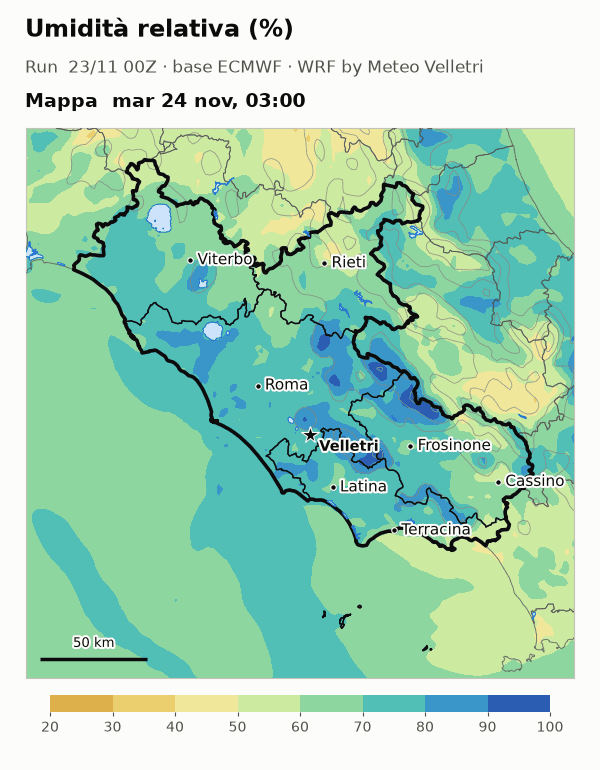 Umidità relativa (%)
Run 23/11 00Z · base ECMWF · WRF by Meteo Velletri
Mappa mar 24 nov, 03:00
Viterbo
Rieti
Roma
Velletri
Frosinone
Latina
Cassino
Terracina
50 km
20 30 40 50 60 70 80 90 100